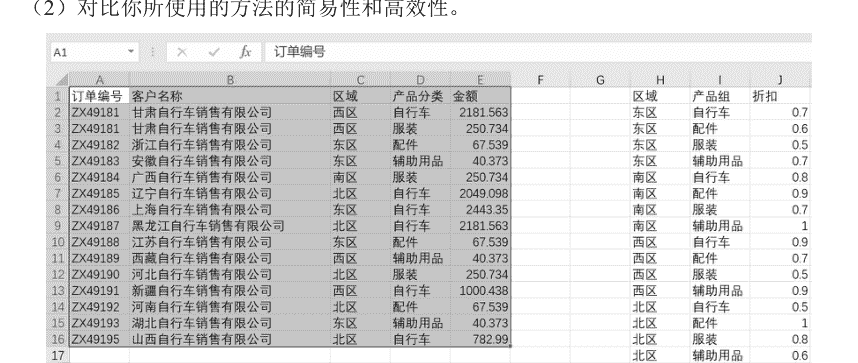 （2）对比你所使用的方法的简易性和高效性。
A1 fx 订单编号
A B C D E F G H I J
1 订单编号 客户名称 区域 产品分类 金额 区域 产品组 折扣
2 ZX49181 甘肃自行车销售有限公司 西区 自行车 2181.563 东区 自行车 0.7
3 ZX49181 甘肃自行车销售有限公司 西区 服装 250.734 东区 配件 0.6
4 ZX49182 浙江自行车销售有限公司 东区 配件 67.539 东区 服装 0.5
5 ZX49183 安徽自行车销售有限公司 东区 辅助用品 40.373 东区 辅助用品 0.7
6 ZX49184 广西自行车销售有限公司 南区 服装 250.734 南区 自行车 0.8
7 ZX49185 辽宁自行车销售有限公司 北区 自行车 2049.098 南区 配件 0.9
8 ZX49186 上海自行车销售有限公司 东区 自行车 2443.35 南区 服装 0.7
9 ZX49187 黑龙江自行车销售有限公司 北区 自行车 2181.563 南区 辅助用品 1
10 ZX49188 江苏自行车销售有限公司 东区 配件 67.539 西区 自行车 0.9
11 ZX49189 西藏自行车销售有限公司 西区 辅助用品 40.373 西区 配件 0.7
12 ZX49190 河北自行车销售有限公司 北区 服装 250.734 西区 服装 0.5
13 ZX49191 新疆自行车销售有限公司 西区 自行车 1000.438 西区 辅助用品 0.9
14 ZX49192 河南自行车销售有限公司 北区 配件 67.539 北区 自行车 0.5
15 ZX49193 湖北自行车销售有限公司 东区 辅助用品 40.373 北区 配件 1
16 ZX49195 山西自行车销售有限公司 北区 自行车 782.99 北区 服装 0.8
17 北区 辅助用品 0.6